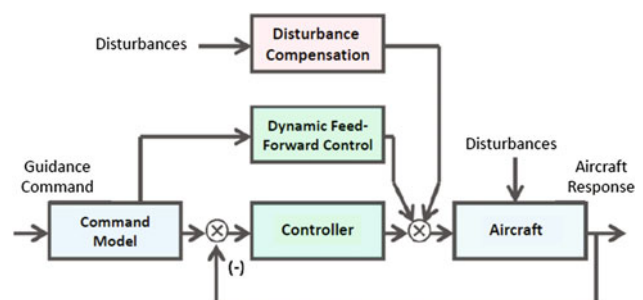 Disturbances
Disturbance
Compensation
Dynamic Feed-
Forward Control
Guidance
Command
Disturbances
Aircraft
Response
Command
Model
Controller
Aircraft
(-)